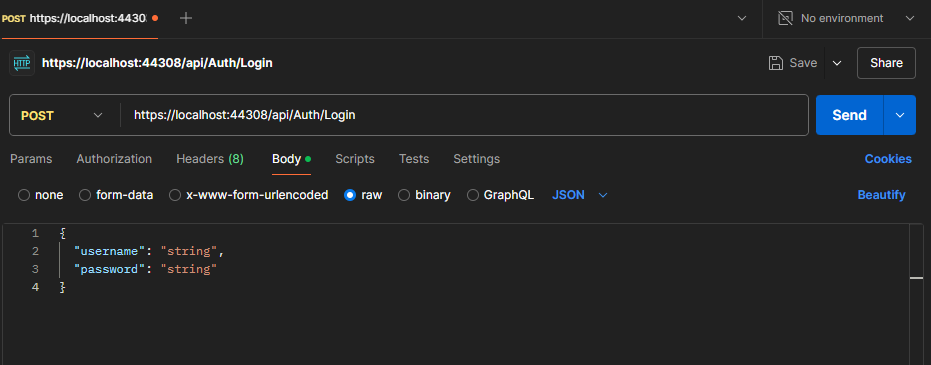 POST https://localhost:4430
No environment
HTTP https://localhost:44308/api/Auth/Login
Save
Share
POST https://localhost:44308/api/Auth/Login
Send
Params Authorization Headers (8) Body Scripts Tests Settings Cookies
none form-data x-www-form-urlencoded raw binary GraphQL JSON Beautify
1 {
2 "username": "string",
3 "password": "string"
4 }